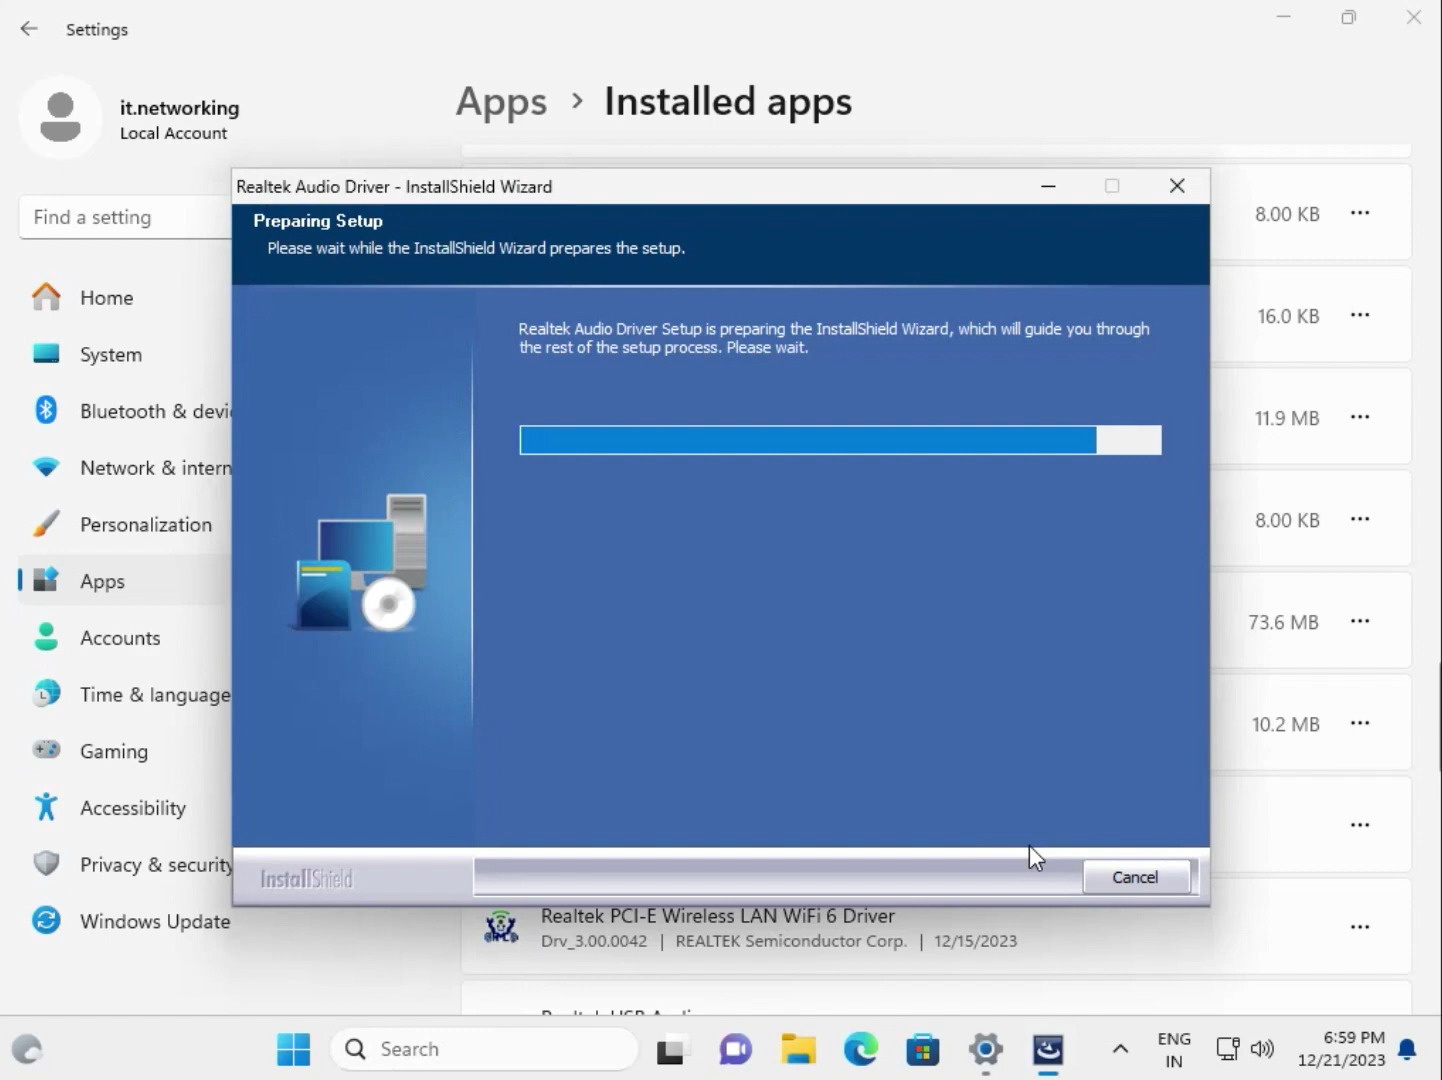 Settings
it.networking
Local Account
Apps > Installed apps
Find a setting
Home
System
Bluetooth & devi
Network & intern
Personalization
Apps
Accounts
Time & language
Gaming
Accessibility
Privacy & security
Windows Update
Realtek Audio Driver - InstallShield Wizard
Preparing Setup
Please wait while the InstallShield Wizard prepares the setup.
Realtek Audio Driver Setup is preparing the InstallShield Wizard, which will guide you through
the rest of the setup process. Please wait.
InstallShield
Cancel
8.00 KB
16.0 KB
11.9 MB
8.00 KB
73.6 MB
10.2 MB
Realtek PCI-E Wireless LAN WiFi 6 Driver
Drv_3.00.0042 | REALTEK Semiconductor Corp. | 12/15/2023
Search
ENG
IN
6:59 PM
12/21/2023